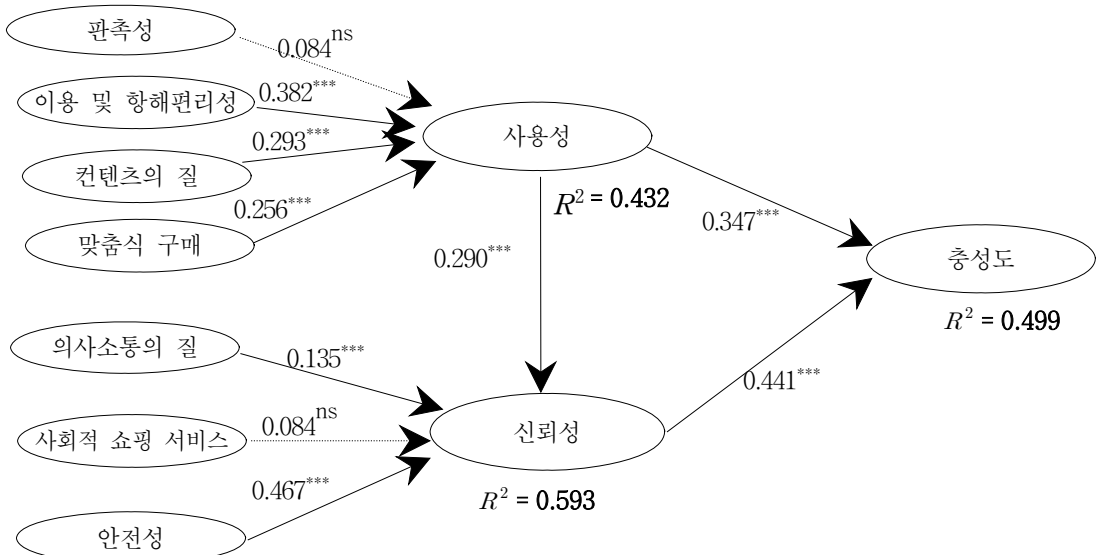 판촉성
0.084ns
이용 및 항해편리성
0.382***
사용성
0.293***
컨텐츠의 질
R² = 0.432
0.256***
맞춤식 구매
0.347***
0.290***
충성도
R² = 0.499
의사소통의 질
0.135***
0.441***
0.084ns
사회적 쇼핑 서비스
신뢰성
0.467***
R² = 0.593
안전성